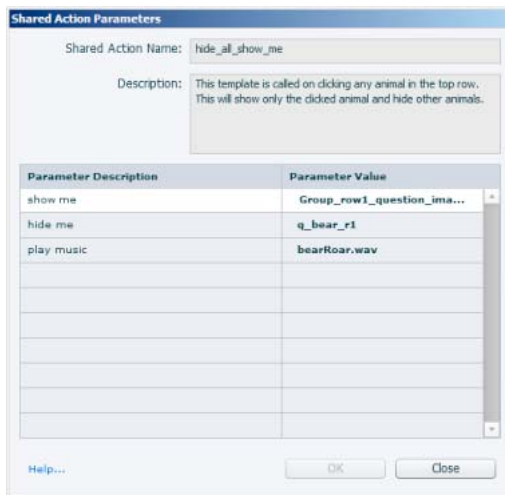 Shared Action Parameters
Shared Action Name: hide_all_show_me
Description: This template is called on clicking any animal in the top row.
This will show only the clicked animal and hide other animals.
Parameter Description Parameter Value
show me Group_row1_question_ima...
hide me q_bear_r1
play music bearRoar.wav
Help... OK Close